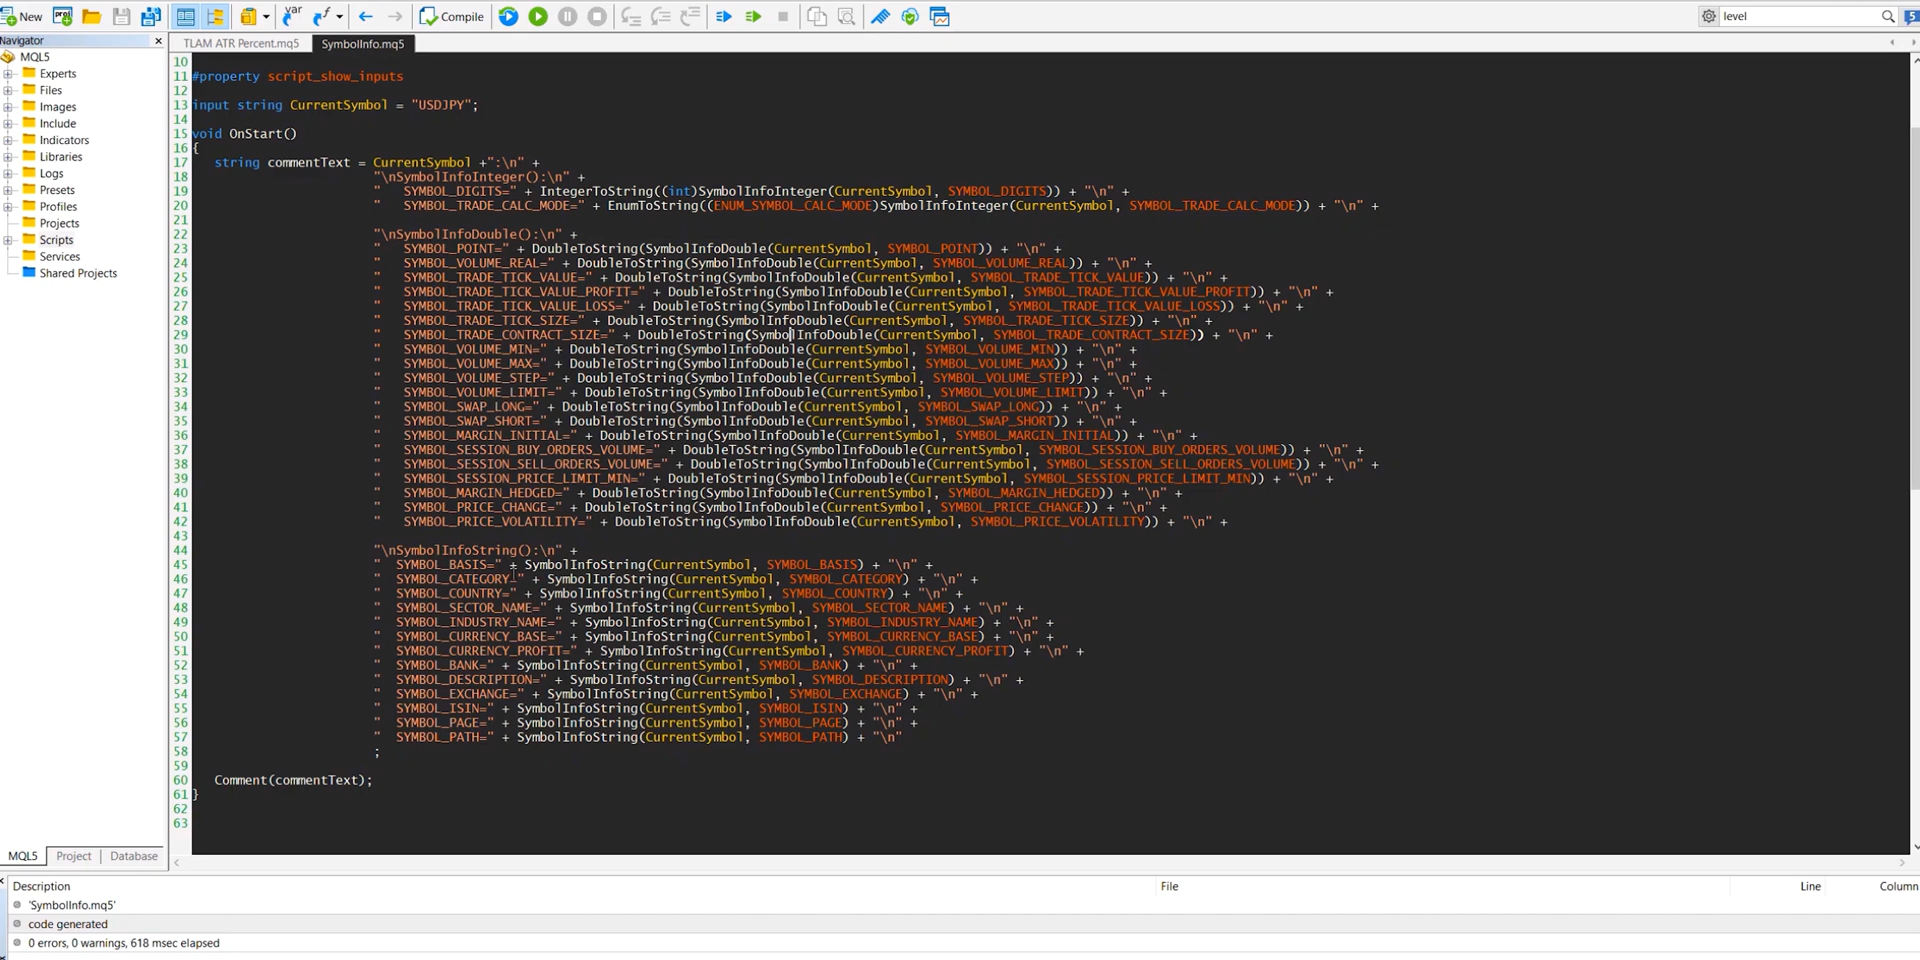 New
var
Compile
level
5
Navigator
MQL5
Experts
Files
Images
Include
Indicators
Libraries
Logs
Presets
Profiles
Projects
Scripts
Services
Shared Projects
MQL5 Project Database
TLAM ATR Percent.mq5 SymbolInfo.mq5
10
11 #property script_show_inputs
12
13 input string CurrentSymbol = "USDJPY";
14
15 void OnStart()
16 {
17 string commentText = CurrentSymbol +":\n" +
18 "\nSymbolInfoInteger():\n" +
19 "   SYMBOL_DIGITS=" + IntegerToString((int)SymbolInfoInteger(CurrentSymbol, SYMBOL_DIGITS)) + "\n" +
20 "   SYMBOL_TRADE_CALC_MODE=" + EnumToString((ENUM_SYMBOL_CALC_MODE)SymbolInfoInteger(CurrentSymbol, SYMBOL_TRADE_CALC_MODE)) + "\n" +
21
22 "\nSymbolInfoDouble():\n" +
23 "   SYMBOL_POINT=" + DoubleToString(SymbolInfoDouble(CurrentSymbol, SYMBOL_POINT)) + "\n" +
24 "   SYMBOL_VOLUME_REAL=" + DoubleToString(SymbolInfoDouble(CurrentSymbol, SYMBOL_VOLUME_REAL)) + "\n" +
25 "   SYMBOL_TRADE_TICK_VALUE=" + DoubleToString(SymbolInfoDouble(CurrentSymbol, SYMBOL_TRADE_TICK_VALUE)) + "\n" +
26 "   SYMBOL_TRADE_TICK_VALUE_PROFIT=" + DoubleToString(SymbolInfoDouble(CurrentSymbol, SYMBOL_TRADE_TICK_VALUE_PROFIT)) + "\n" +
27 "   SYMBOL_TRADE_TICK_VALUE_LOSS=" + DoubleToString(SymbolInfoDouble(CurrentSymbol, SYMBOL_TRADE_TICK_VALUE_LOSS)) + "\n" +
28 "   SYMBOL_TRADE_TICK_SIZE=" + DoubleToString(SymbolInfoDouble(CurrentSymbol, SYMBOL_TRADE_TICK_SIZE)) + "\n" +
29 "   SYMBOL_TRADE_CONTRACT_SIZE=" + DoubleToString(SymbolInfoDouble(CurrentSymbol, SYMBOL_TRADE_CONTRACT_SIZE)) + "\n" +
30 "   SYMBOL_VOLUME_MIN=" + DoubleToString(SymbolInfoDouble(CurrentSymbol, SYMBOL_VOLUME_MIN)) + "\n" +
31 "   SYMBOL_VOLUME_MAX=" + DoubleToString(SymbolInfoDouble(CurrentSymbol, SYMBOL_VOLUME_MAX)) + "\n" +
32 "   SYMBOL_VOLUME_STEP=" + DoubleToString(SymbolInfoDouble(CurrentSymbol, SYMBOL_VOLUME_STEP)) + "\n" +
33 "   SYMBOL_VOLUME_LIMIT=" + DoubleToString(SymbolInfoDouble(CurrentSymbol, SYMBOL_VOLUME_LIMIT)) + "\n" +
34 "   SYMBOL_SWAP_LONG=" + DoubleToString(SymbolInfoDouble(CurrentSymbol, SYMBOL_SWAP_LONG)) + "\n" +
35 "   SYMBOL_SWAP_SHORT=" + DoubleToString(SymbolInfoDouble(CurrentSymbol, SYMBOL_SWAP_SHORT)) + "\n" +
36 "   SYMBOL_MARGIN_INITIAL=" + DoubleToString(SymbolInfoDouble(CurrentSymbol, SYMBOL_MARGIN_INITIAL)) + "\n" +
37 "   SYMBOL_SESSION_BUY_ORDERS_VOLUME=" + DoubleToString(SymbolInfoDouble(CurrentSymbol, SYMBOL_SESSION_BUY_ORDERS_VOLUME)) + "\n" +
38 "   SYMBOL_SESSION_SELL_ORDERS_VOLUME=" + DoubleToString(SymbolInfoDouble(CurrentSymbol, SYMBOL_SESSION_SELL_ORDERS_VOLUME)) + "\n" +
39 "   SYMBOL_SESSION_PRICE_LIMIT_MIN=" + DoubleToString(SymbolInfoDouble(CurrentSymbol, SYMBOL_SESSION_PRICE_LIMIT_MIN)) + "\n" +
40 "   SYMBOL_MARGIN_HEDGED=" + DoubleToString(SymbolInfoDouble(CurrentSymbol, SYMBOL_MARGIN_HEDGED)) + "\n" +
41 "   SYMBOL_PRICE_CHANGE=" + DoubleToString(SymbolInfoDouble(CurrentSymbol, SYMBOL_PRICE_CHANGE)) + "\n" +
42 "   SYMBOL_PRICE_VOLATILITY=" + DoubleToString(SymbolInfoDouble(CurrentSymbol, SYMBOL_PRICE_VOLATILITY)) + "\n" +
43
44 "\nSymbolInfoString():\n" +
45 "  SYMBOL_BASIS=" + SymbolInfoString(CurrentSymbol, SYMBOL_BASIS) + "\n" +
46 "  SYMBOL_CATEGORY=" + SymbolInfoString(CurrentSymbol, SYMBOL_CATEGORY) + "\n" +
47 "  SYMBOL_COUNTRY=" + SymbolInfoString(CurrentSymbol, SYMBOL_COUNTRY) + "\n" +
48 "  SYMBOL_SECTOR_NAME=" + SymbolInfoString(CurrentSymbol, SYMBOL_SECTOR_NAME) + "\n" +
49 "  SYMBOL_INDUSTRY_NAME=" + SymbolInfoString(CurrentSymbol, SYMBOL_INDUSTRY_NAME) + "\n" +
50 "  SYMBOL_CURRENCY_BASE=" + SymbolInfoString(CurrentSymbol, SYMBOL_CURRENCY_BASE) + "\n" +
51 "  SYMBOL_CURRENCY_PROFIT=" + SymbolInfoString(CurrentSymbol, SYMBOL_CURRENCY_PROFIT) + "\n" +
52 "  SYMBOL_BANK=" + SymbolInfoString(CurrentSymbol, SYMBOL_BANK) + "\n" +
53 "  SYMBOL_DESCRIPTION=" + SymbolInfoString(CurrentSymbol, SYMBOL_DESCRIPTION) + "\n" +
54 "  SYMBOL_EXCHANGE=" + SymbolInfoString(CurrentSymbol, SYMBOL_EXCHANGE) + "\n" +
55 "  SYMBOL_ISIN=" + SymbolInfoString(CurrentSymbol, SYMBOL_ISIN) + "\n" +
56 "  SYMBOL_PAGE=" + SymbolInfoString(CurrentSymbol, SYMBOL_PAGE) + "\n" +
57 "  SYMBOL_PATH=" + SymbolInfoString(CurrentSymbol, SYMBOL_PATH) + "\n"
58 ;
59
60 Comment(commentText);
61 }
62
63
Description File Line Column
'SymbolInfo.mq5'
code generated
0 errors, 0 warnings, 618 msec elapsed